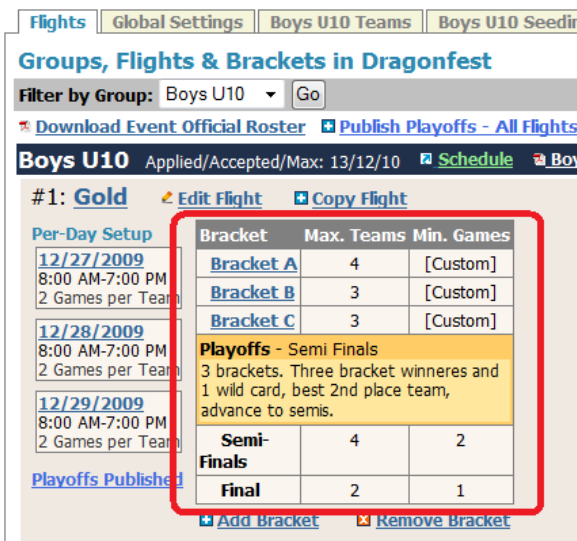 Flights Global Settings Boys U10 Teams Boys U10
Groups, Flights & Brackets in Dragonfest
Filter by Group: Boys U10 Go
Download Event Official Roster Publish Playoffs - All Flights
Boys U10 Applied/Accepted/Max: 13/12/10 Schedule
#1: Gold Edit Flight Copy Flight
Per-Day Setup
12/27/2009
8:00 AM-7:00 PM
2 Games per Team
12/28/2009
8:00 AM-7:00 PM
2 Games per Team
12/29/2009
8:00 AM-7:00 PM
2 Games per Team
Playoffs Published
Bracket Max. Teams Min. Games
Bracket A 4 [Custom]
Bracket B 3 [Custom]
Bracket C 3 [Custom]
Playoffs - Semi Finals
3 brackets. Three bracket winneres and
1 wild card, best 2nd place team,
advance to semis.
Semi- 4 2
Finals
Final 2 1
Add Bracket Remove Bracket